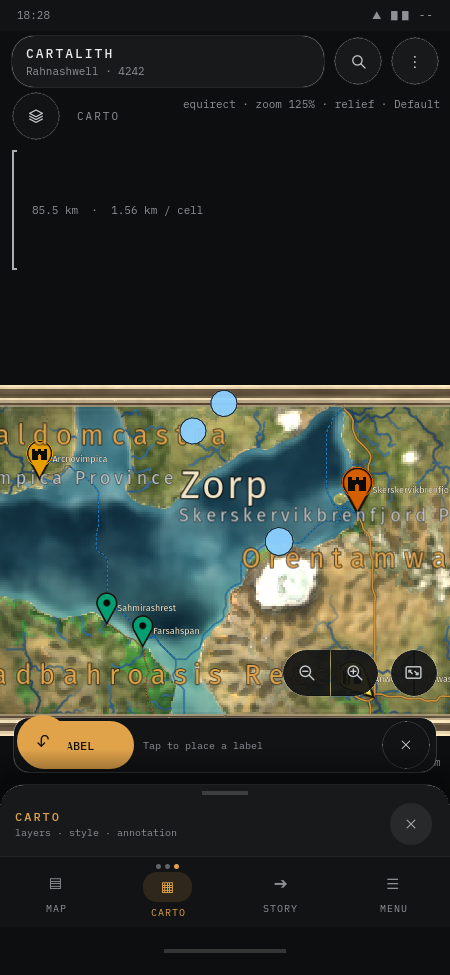 18:28
CARTALITH
Rahnashwell · 4242
CARTO
equirect · zoom 125% · relief · Default
85.5 km · 1.56 km / cell
aldomcastra
Arcnovimpica
mpica Province
Zorp
Skerskervikbrenfjo
Skerskervikbrenfjord P
Orentamwa
Sahmirashrest
Farsahspan
adbahroasis Re
ABEL
Tap to place a label
m
CARTO
layers · style · annotation
MAP
CARTO
STORY
MENU